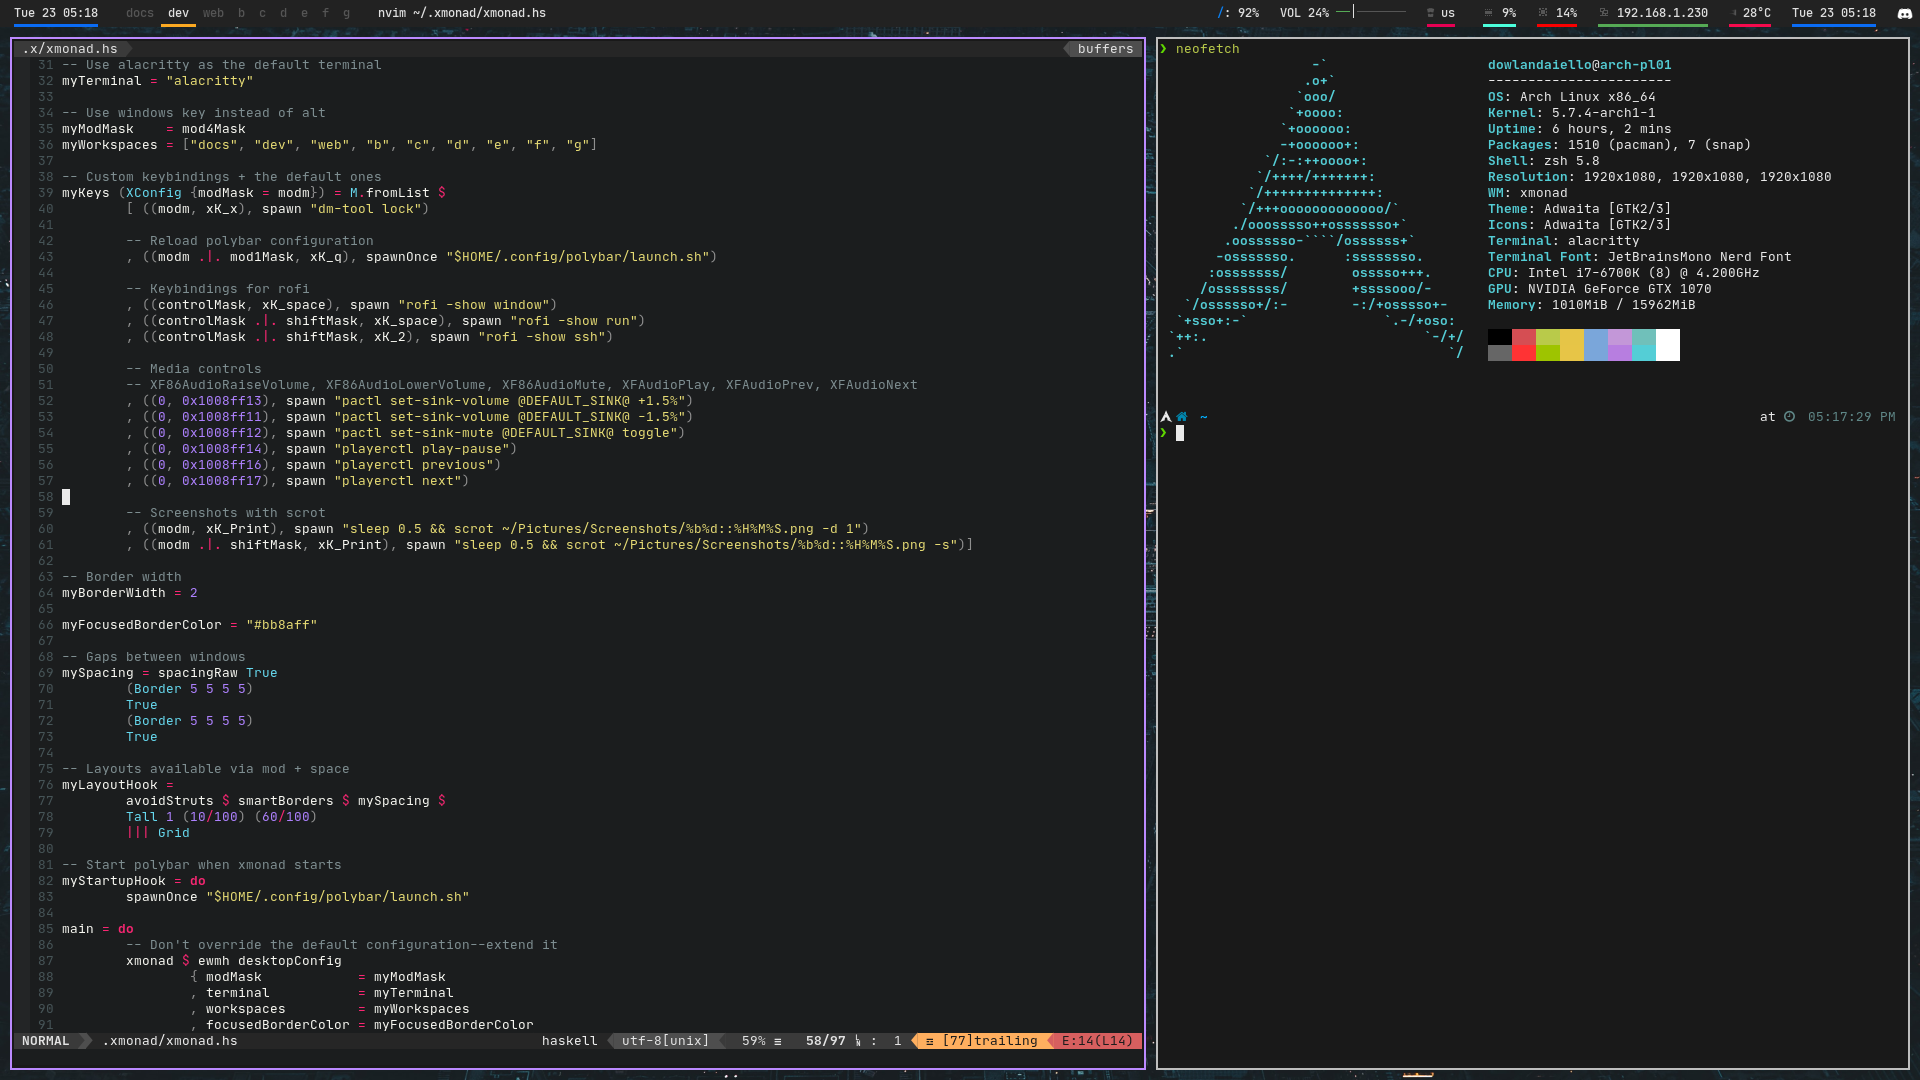 Tue 23 05:18 docs dev web b c d e f g nvim ~/.xmonad/xmonad.hs /: 92% VOL 24% us 9% 14% 192.168.1.230 28°C Tue 23 05:18
.x/xmonad.hs buffers
31 -- Use alacritty as the default terminal
32 myTerminal = "alacritty"
33
34 -- Use windows key instead of alt
35 myModMask    = mod4Mask
36 myWorkspaces = ["docs", "dev", "web", "b", "c", "d", "e", "f", "g"]
37
38 -- Custom keybindings + the default ones
39 myKeys (XConfig {modMask = modm}) = M.fromList $
40         [ ((modm, xK_x), spawn "dm-tool lock")
41
42         -- Reload polybar configuration
43         , ((modm .|. mod1Mask, xK_q), spawnOnce "$HOME/.config/polybar/launch.sh")
44
45         -- Keybindings for rofi
46         , ((controlMask, xK_space), spawn "rofi -show window")
47         , ((controlMask .|. shiftMask, xK_space), spawn "rofi -show run")
48         , ((controlMask .|. shiftMask, xK_2), spawn "rofi -show ssh")
49
50         -- Media controls
51         -- XF86AudioRaiseVolume, XF86AudioLowerVolume, XF86AudioMute, XFAudioPlay, XFAudioPrev, XFAudioNext
52         , ((0, 0x1008ff13), spawn "pactl set-sink-volume @DEFAULT_SINK@ +1.5%")
53         , ((0, 0x1008ff11), spawn "pactl set-sink-volume @DEFAULT_SINK@ -1.5%")
54         , ((0, 0x1008ff12), spawn "pactl set-sink-mute @DEFAULT_SINK@ toggle")
55         , ((0, 0x1008ff14), spawn "playerctl play-pause")
56         , ((0, 0x1008ff16), spawn "playerctl previous")
57         , ((0, 0x1008ff17), spawn "playerctl next")
58
59         -- Screenshots with scrot
60         , ((modm, xK_Print), spawn "sleep 0.5 && scrot ~/Pictures/Screenshots/%b%d::%H%M%S.png -d 1")
61         , ((modm .|. shiftMask, xK_Print), spawn "sleep 0.5 && scrot ~/Pictures/Screenshots/%b%d::%H%M%S.png -s")]
62
63 -- Border width
64 myBorderWidth = 2
65
66 myFocusedBorderColor = "#bb8aff"
67
68 -- Gaps between windows
69 mySpacing = spacingRaw True
70         (Border 5 5 5 5)
71         True
72         (Border 5 5 5 5)
73         True
74
75 -- Layouts available via mod + space
76 myLayoutHook =
77         avoidStruts $ smartBorders $ mySpacing $
78         Tall 1 (10/100) (60/100)
79         ||| Grid
80
81 -- Start polybar when xmonad starts
82 myStartupHook = do
83         spawnOnce "$HOME/.config/polybar/launch.sh"
84
85 main = do
86         -- Don't override the default configuration--extend it
87         xmonad $ ewmh desktopConfig
88                 { modMask            = myModMask
89                 , terminal           = myTerminal
90                 , workspaces         = myWorkspaces
91                 , focusedBorderColor = myFocusedBorderColor
NORMAL .xmonad/xmonad.hs haskell utf-8[unix] 59% ≡ 58/97 : 1 ≡ [77]trailing E:14(L14)
❯ neofetch
                  -`
                 .o+`
                `ooo/
               `+oooo:
              `+oooooo:
              -+oooooo+:
            `/:-:++oooo+:
           `/++++/+++++++:
          `/++++++++++++++:
         `/+++ooooooooooooo/`
        ./ooosssso++osssssso+`
       .oossssso-````/ossssss+`
      -osssssso.      :ssssssso.
     :osssssss/        osssso+++.
    /ossssssss/        +ssssooo/-
  `/ossssso+/:-        -:/+osssso+-
 `+sso+:-`                 `.-/+oso:
`++:.                           `-/+/
.`                                 `/
dowlandaiello@arch-pl01
-----------------------
OS: Arch Linux x86_64
Kernel: 5.7.4-arch1-1
Uptime: 6 hours, 2 mins
Packages: 1510 (pacman), 7 (snap)
Shell: zsh 5.8
Resolution: 1920x1080, 1920x1080, 1920x1080
WM: xmonad
Theme: Adwaita [GTK2/3]
Icons: Adwaita [GTK2/3]
Terminal: alacritty
Terminal Font: JetBrainsMono Nerd Font
CPU: Intel i7-6700K (8) @ 4.200GHz
GPU: NVIDIA GeForce GTX 1070
Memory: 1010MiB / 15962MiB
~ at 05:17:29 PM
❯